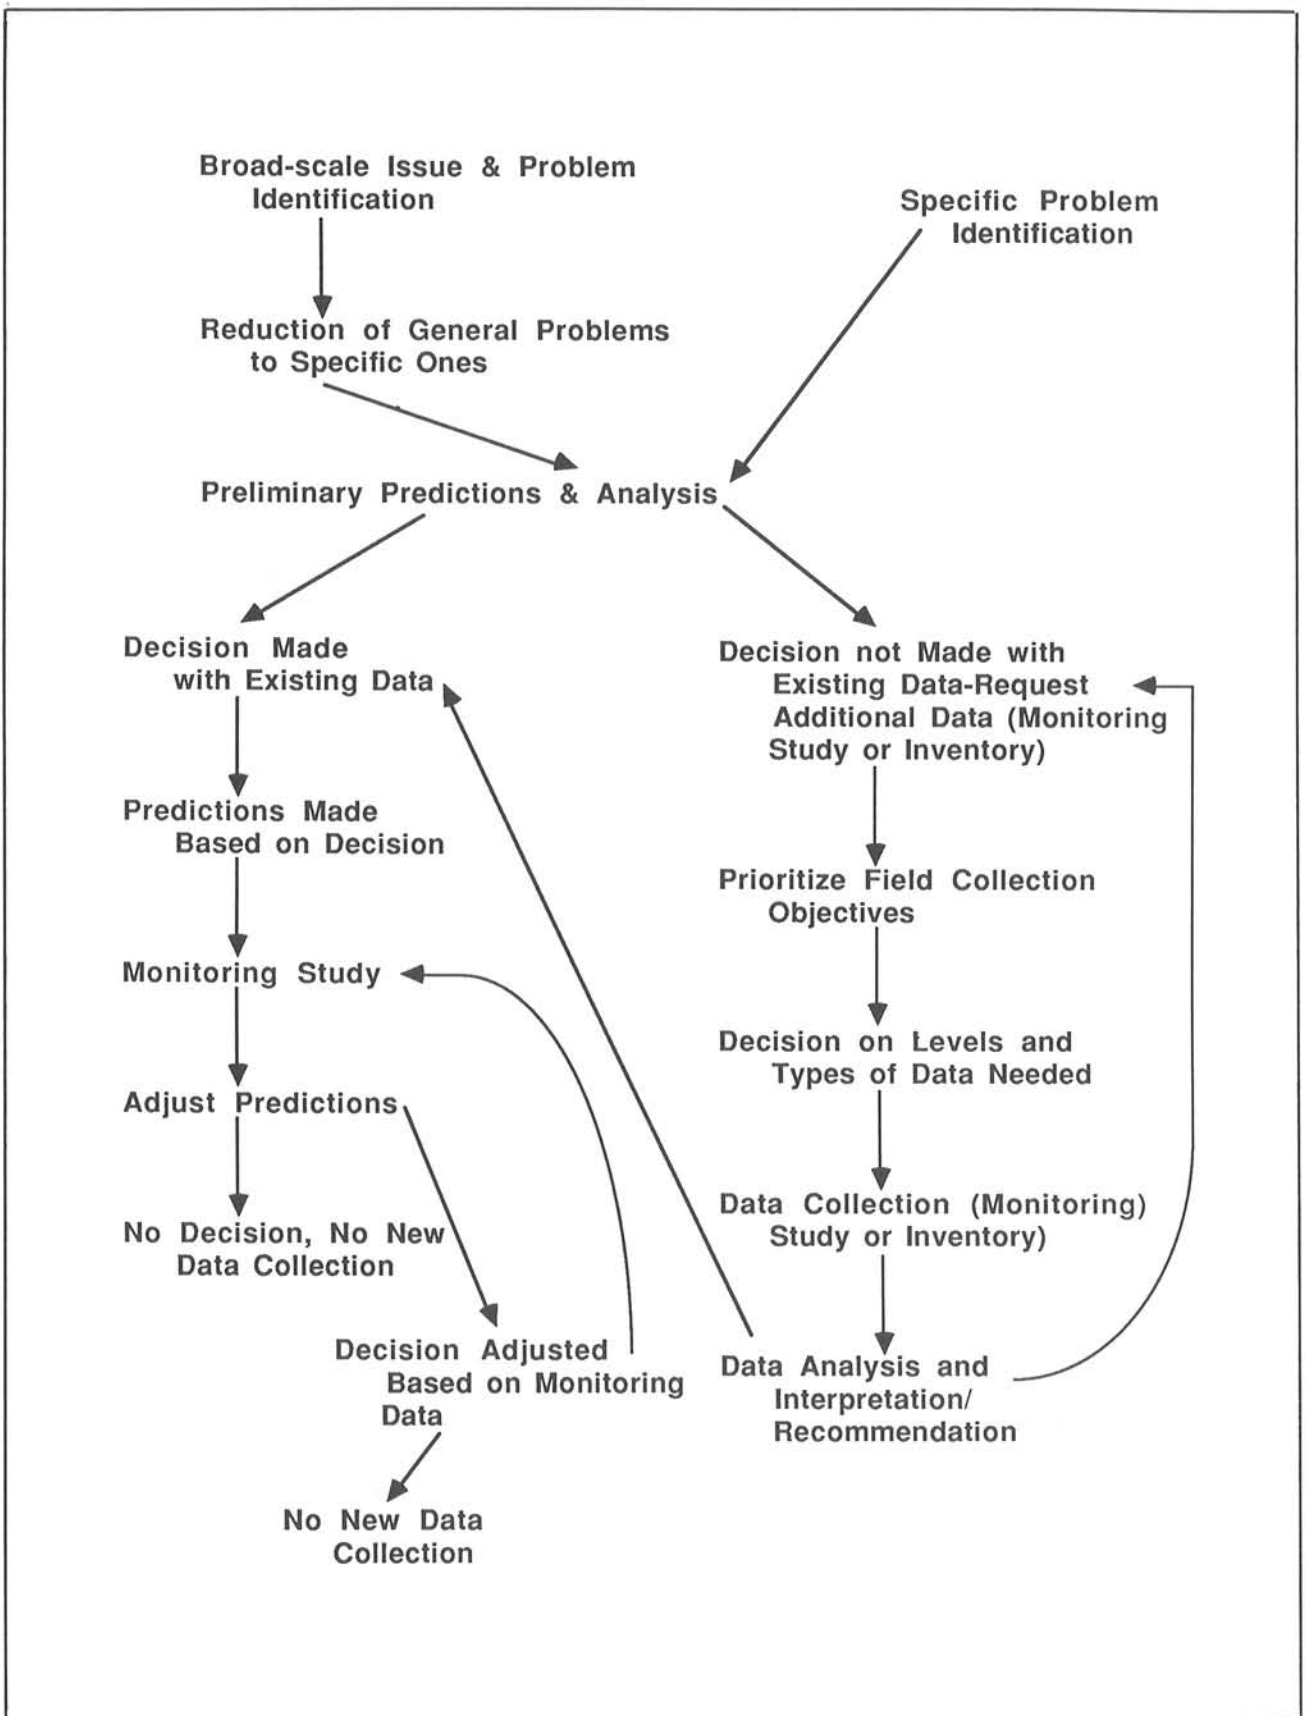 Broad-scale Issue & Problem
Identification
Specific Problem
Identification
Reduction of General Problems
to Specific Ones
Preliminary Predictions & Analysis
Decision Made
with Existing Data
Decision not Made with
Existing Data-Request
Additional Data (Monitoring
Study or Inventory)
Predictions Made
Based on Decision
Prioritize Field Collection
Objectives
Monitoring Study
Decision on Levels and
Types of Data Needed
Adjust Predictions
Data Collection (Monitoring)
Study or Inventory)
No Decision, No New
Data Collection
Decision Adjusted
Based on Monitoring
Data
Data Analysis and
Interpretation/
Recommendation
No New Data
Collection